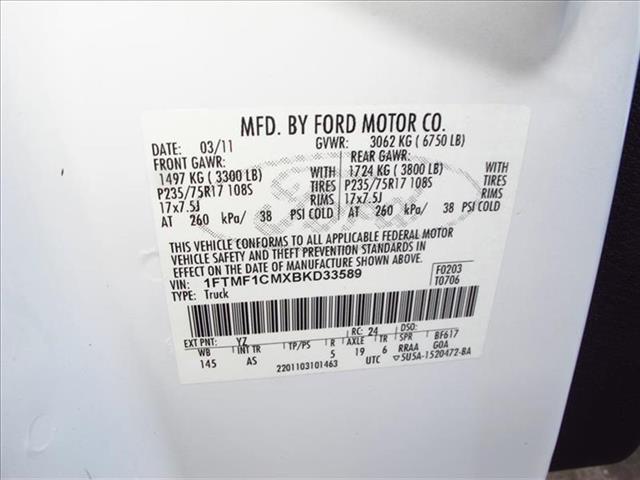 MFD. BY FORD MOTOR CO.
DATE: 03/11 GVWR: 3062 KG ( 6750 LB)
FRONT GAWR: REAR GAWR:
1497 KG ( 3300 LB) WITH 1724 KG ( 3800 LB) WITH
P235/75R17 108S TIRES P235/75R17 108S TIRES
17x7.5J RIMS 17x7.5J RIMS
AT 260 kPa/ 38 PSI COLD AT 260 kPa/ 38 PSI COLD
THIS VEHICLE CONFORMS TO ALL APPLICABLE FEDERAL MOTOR
VEHICLE SAFETY AND THEFT PREVENTION STANDARDS IN
EFFECT ON THE DATE OF MANUFACTURE SHOWN ABOVE.
VIN: 1FTMF1CMXBKD33589 F0203
TYPE: Truck T0706
EXT PNT: YZ RC: 24 DSO:
WB INT TR TP/PS R AXLE TR SPR BF617
145 AS 5 19 6 RRAA G0A
2201103101463 UTC ▽5U5A-1520472-BA
Ford